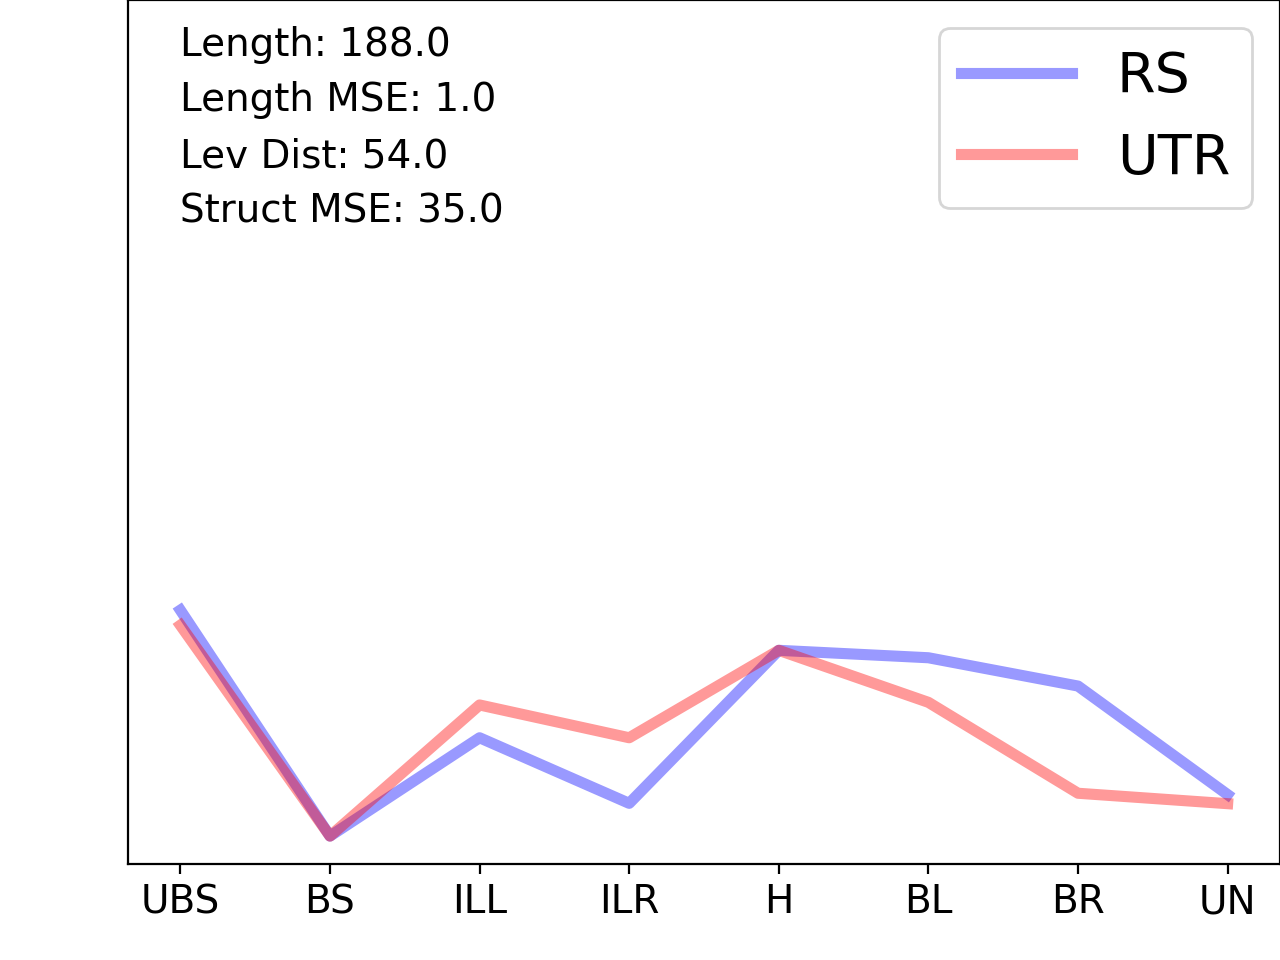 Length: 188.0
Length MSE: 1.0
Lev Dist: 54.0
Struct MSE: 35.0
RS
UTR
UBS BS ILL ILR H BL BR UN